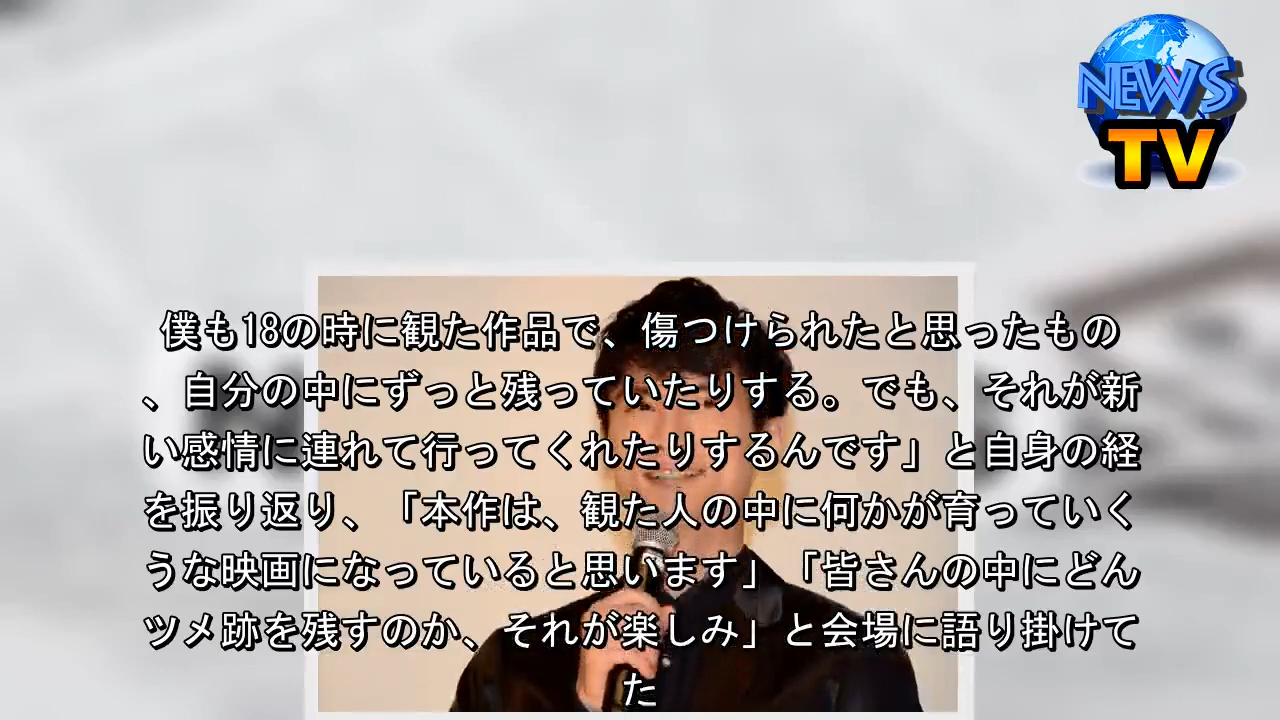 NEWS
TV
僕も18の時に観た作品で、傷つけられたと思ったもの
、自分の中にずっと残っていたりする。でも、それが新
い感情に連れて行ってくれたりするんです」と自身の経
を振り返り、「本作は、観た人の中に何かが育っていく
うな映画になっていると思います」「皆さんの中にどん
ツメ跡を残すのか、それが楽しみ」と会場に語り掛けて
た